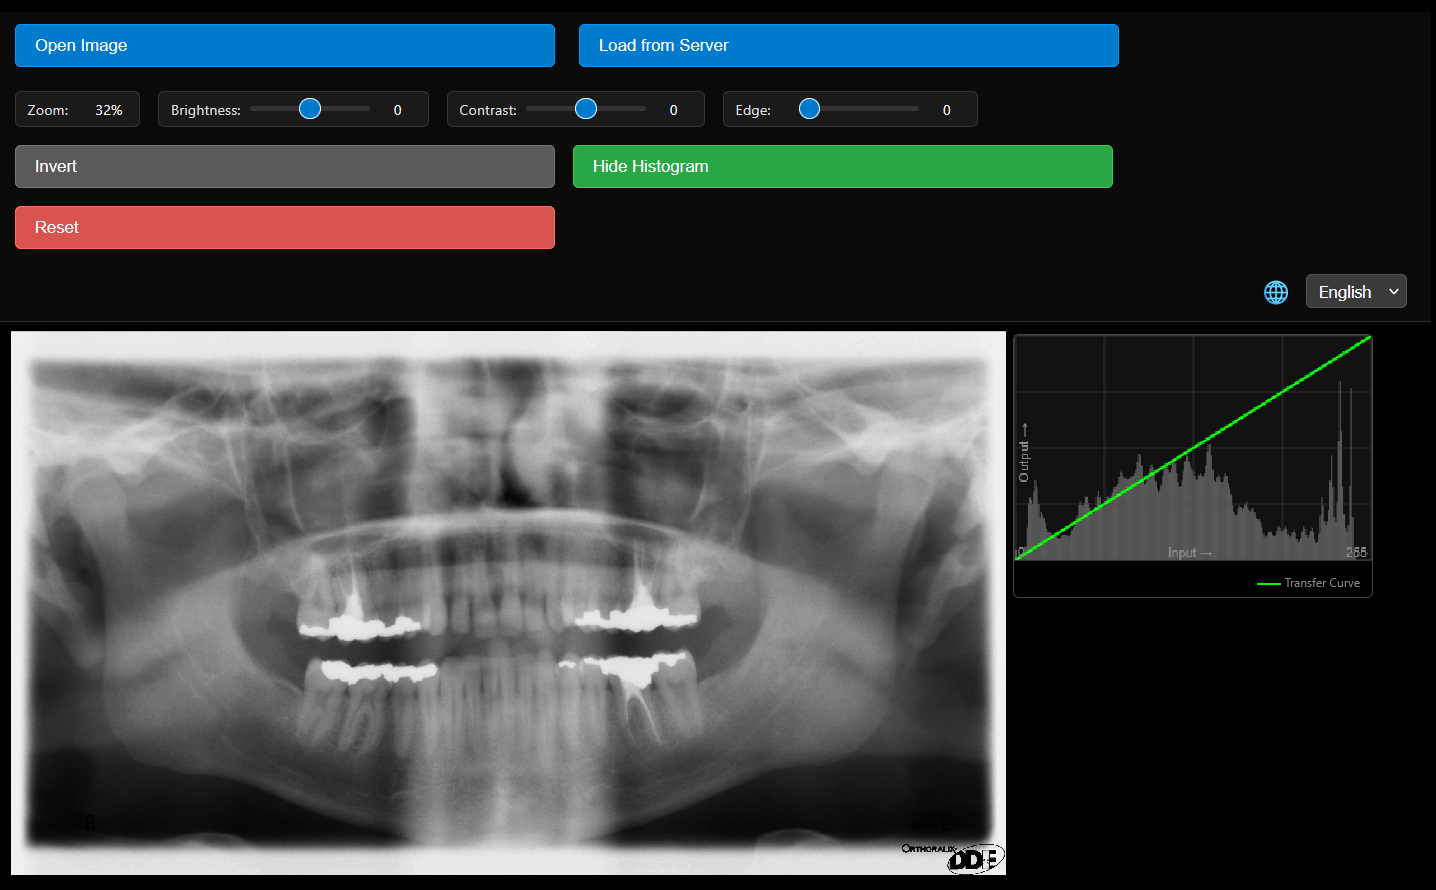 Open Image
Load from Server
Zoom: 32%
Brightness: 0
Contrast: 0
Edge: 0
Invert
Hide Histogram
Reset
English
Output →
0
Input →
255
Transfer Curve
R
ORTHORALIX
DDE